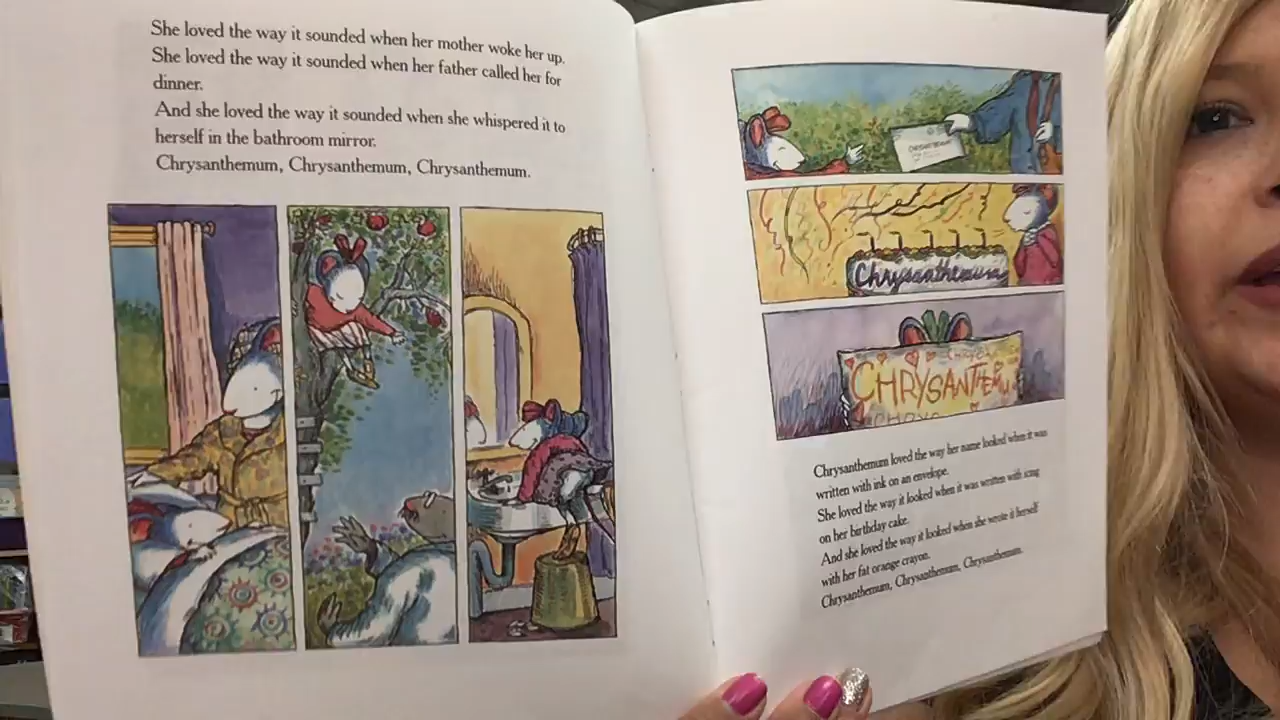 She loved the way it sounded when her mother woke her up.
She loved the way it sounded when her father called her for
dinner.
And she loved the way it sounded when she whispered it to
herself in the bathroom mirror.
Chrysanthemum, Chrysanthemum, Chrysanthemum.
Chrysanthemum
CHRYSANTHEMU
Chrysanthemum loved the way her name looked when it was
written with ink on an envelope.
She loved the way it looked when it was written with icing
on her birthday cake.
And she loved the way it looked when she wrote it herself
with her fat orange crayon.
Chrysanthemum, Chrysanthemum, Chrysanthemum.